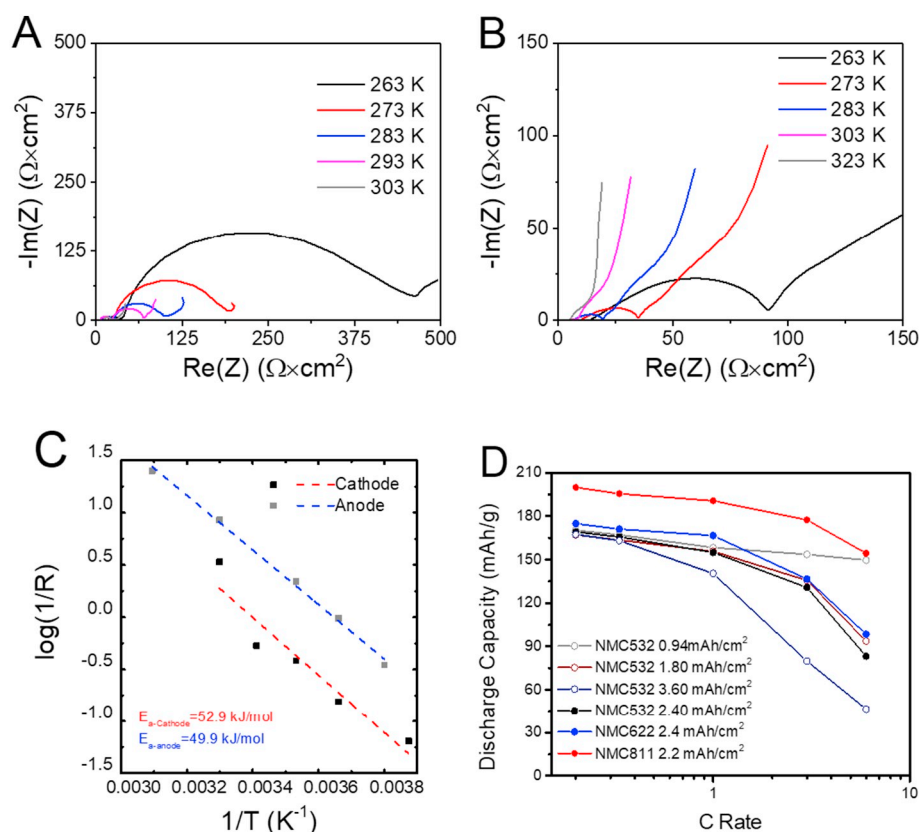 A
500
375
250
125
0
-Im(Z) (Ω×cm²)
263 K
273 K
283 K
293 K
303 K
0 125 250 375 500
Re(Z) (Ω×cm²)
B
150
100
50
0
-Im(Z) (Ω×cm²)
263 K
273 K
283 K
303 K
323 K
0 50 100 150
Re(Z) (Ω×cm²)
C
1.5
1.0
0.5
0.0
-0.5
-1.0
-1.5
log(1/R)
Cathode
Anode
Eₐ-Cathode=52.9 kJ/mol
Eₐ-anode=49.9 kJ/mol
0.0030 0.0032 0.0034 0.0036 0.0038
1/T (K⁻¹)
D
210
180
150
120
90
60
30
0
Discharge Capacity (mAh/g)
NMC532 0.94mAh/cm²
NMC532 1.80 mAh/cm²
NMC532 3.60 mAh/cm²
NMC532 2.40 mAh/cm²
NMC622 2.4 mAh/cm²
NMC811 2.2 mAh/cm²
1 10
C Rate